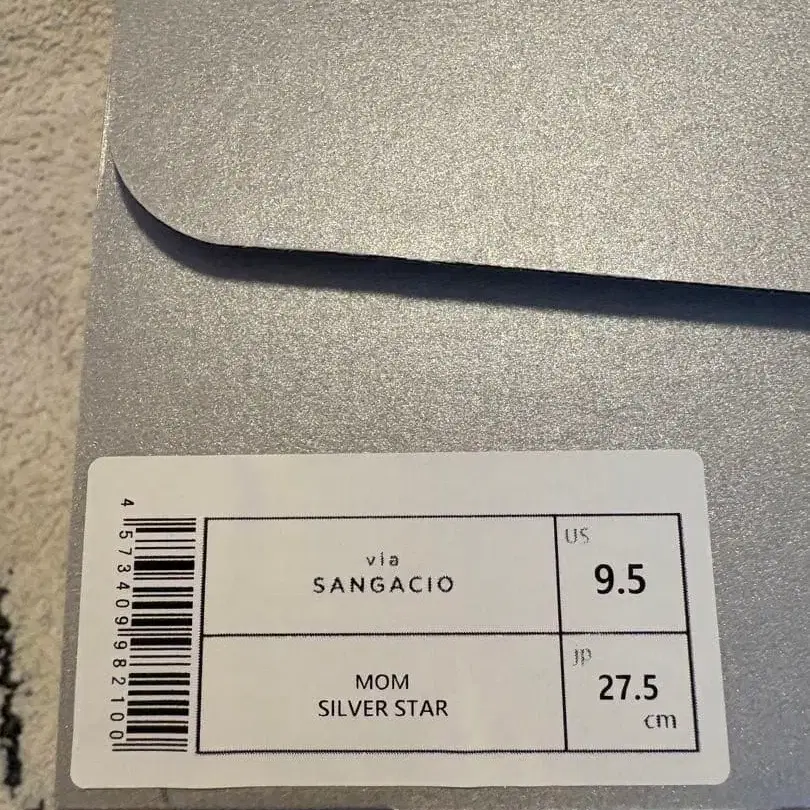 via
SANGACIO
US
9.5
MOM
SILVER STAR
JP
27.5
cm
4573409982100